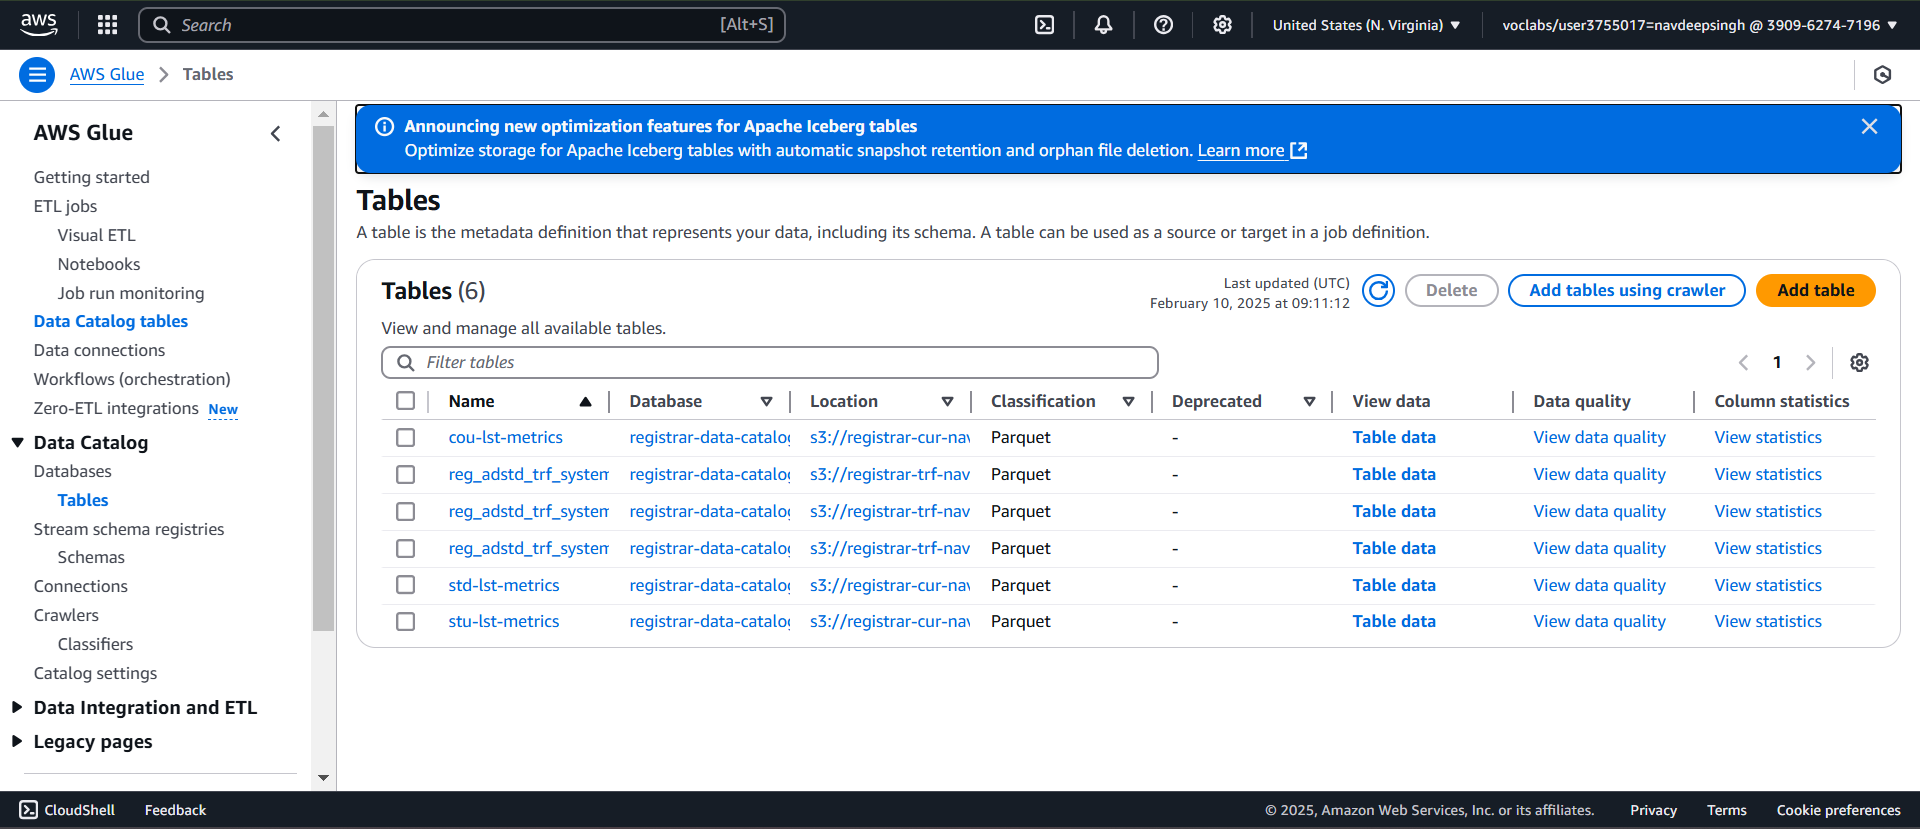 aws
Search [Alt+S]
United States (N. Virginia)
voclabs/user3755017=navdeepsingh @ 3909-6274-7196
AWS Glue > Tables
AWS Glue
Getting started
ETL jobs
Visual ETL
Notebooks
Job run monitoring
Data Catalog tables
Data connections
Workflows (orchestration)
Zero-ETL integrations New
Data Catalog
Databases
Tables
Stream schema registries
Schemas
Connections
Crawlers
Classifiers
Catalog settings
Data Integration and ETL
Legacy pages
Announcing new optimization features for Apache Iceberg tables
Optimize storage for Apache Iceberg tables with automatic snapshot retention and orphan file deletion. Learn more
Tables
A table is the metadata definition that represents your data, including its schema. A table can be used as a source or target in a job definition.
Tables (6)
Last updated (UTC)
February 10, 2025 at 09:11:12
Delete
Add tables using crawler
Add table
View and manage all available tables.
Filter tables
1
Name Database Location Classification Deprecated View data Data quality Column statistics
cou-lst-metrics registrar-data-catalog s3://registrar-cur-nav Parquet - Table data View data quality View statistics
reg_adstd_trf_system registrar-data-catalog s3://registrar-trf-nav Parquet - Table data View data quality View statistics
reg_adstd_trf_system registrar-data-catalog s3://registrar-trf-nav Parquet - Table data View data quality View statistics
reg_adstd_trf_system registrar-data-catalog s3://registrar-trf-nav Parquet - Table data View data quality View statistics
std-lst-metrics registrar-data-catalog s3://registrar-cur-nav Parquet - Table data View data quality View statistics
stu-lst-metrics registrar-data-catalog s3://registrar-cur-nav Parquet - Table data View data quality View statistics
CloudShell Feedback
© 2025, Amazon Web Services, Inc. or its affiliates. Privacy Terms Cookie preferences